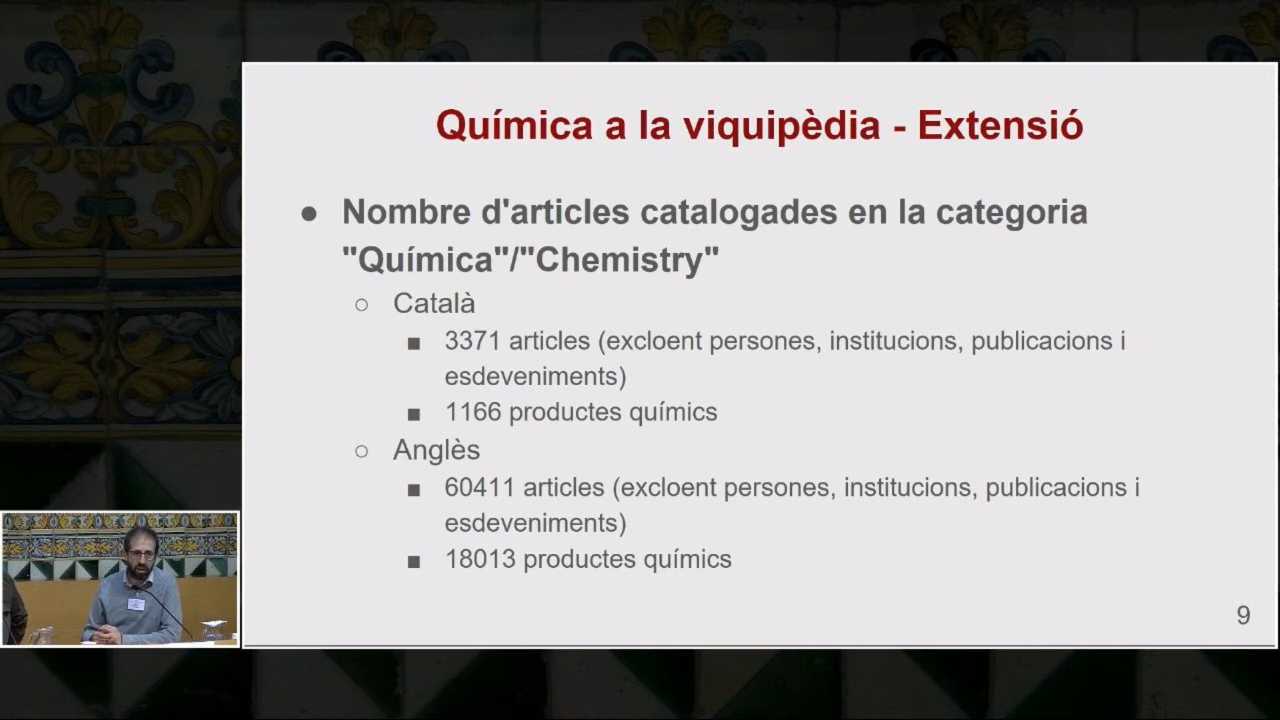 Química a la viquipèdia - Extensió
● Nombre d'articles catalogades en la categoria
"Química"/"Chemistry"
○ Català
■ 3371 articles (excloent persones, institucions, publicacions i
esdeveniments)
■ 1166 productes químics
○ Anglès
■ 60411 articles (excloent persones, institucions, publicacions i
esdeveniments)
■ 18013 productes químics
9